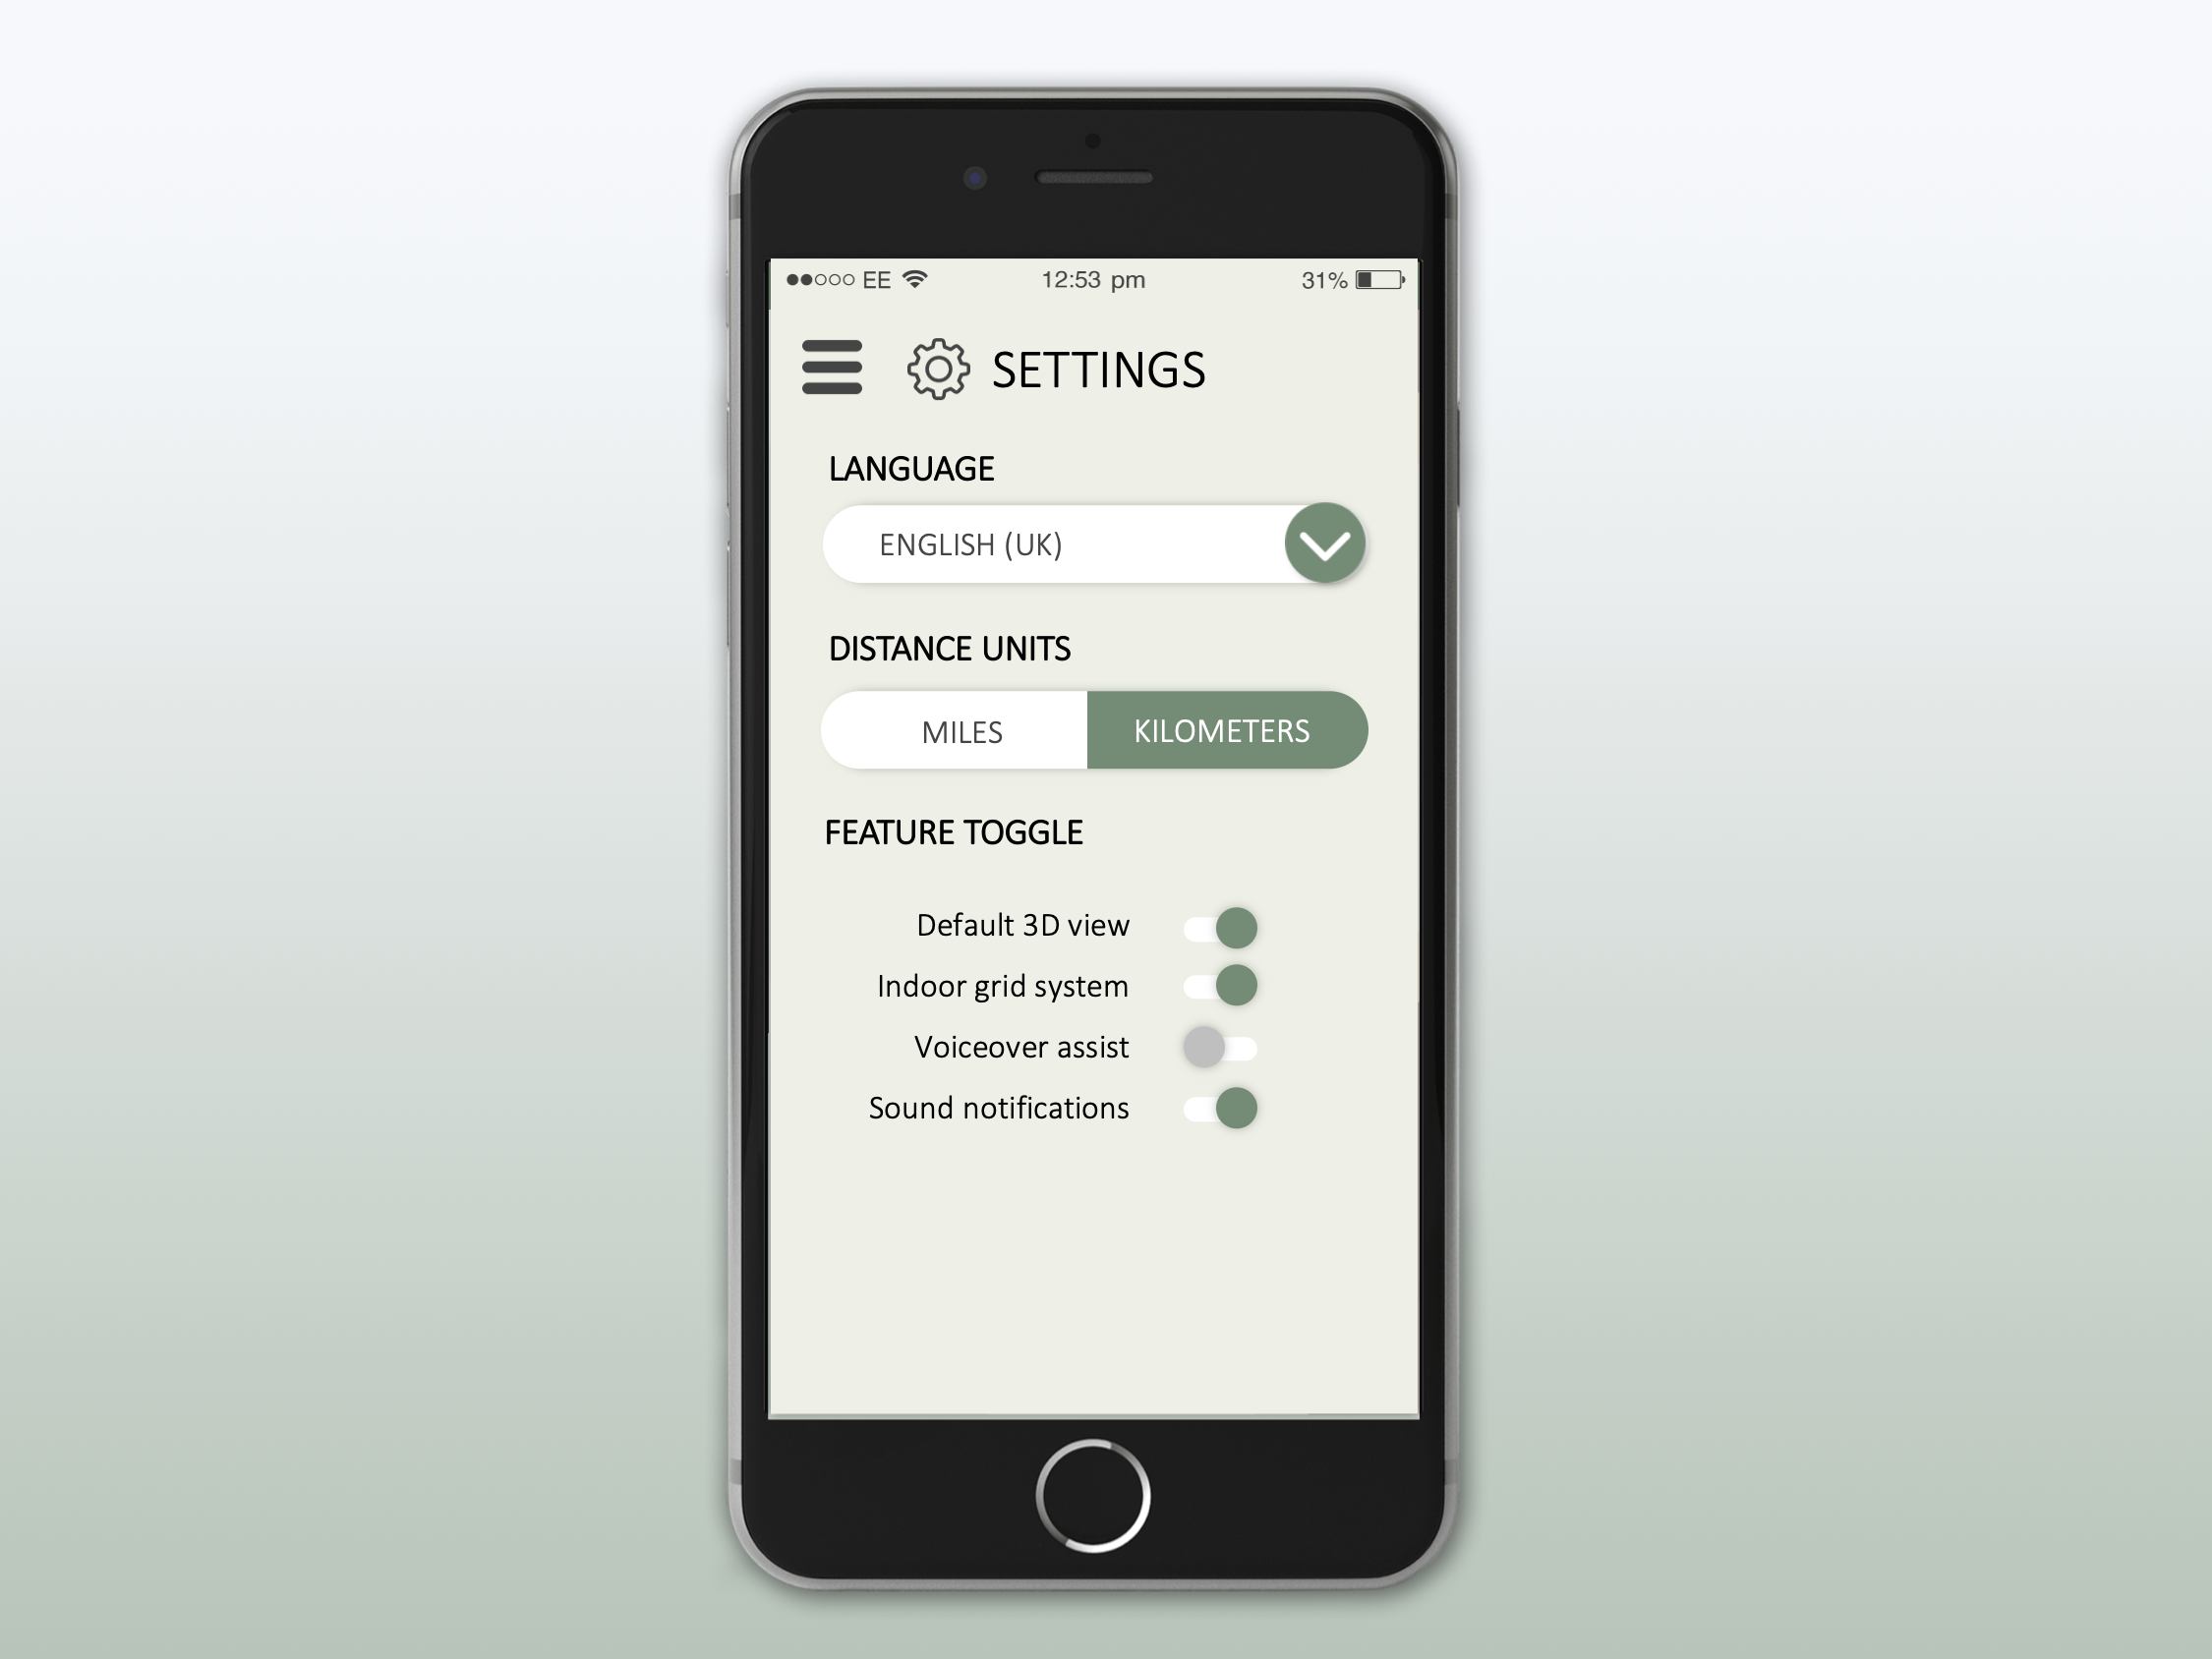 EE 12:53 pm 31%
SETTINGS
LANGUAGE
ENGLISH (UK)
DISTANCE UNITS
MILES KILOMETERS
FEATURE TOGGLE
Default 3D view
Indoor grid system
Voiceover assist
Sound notifications